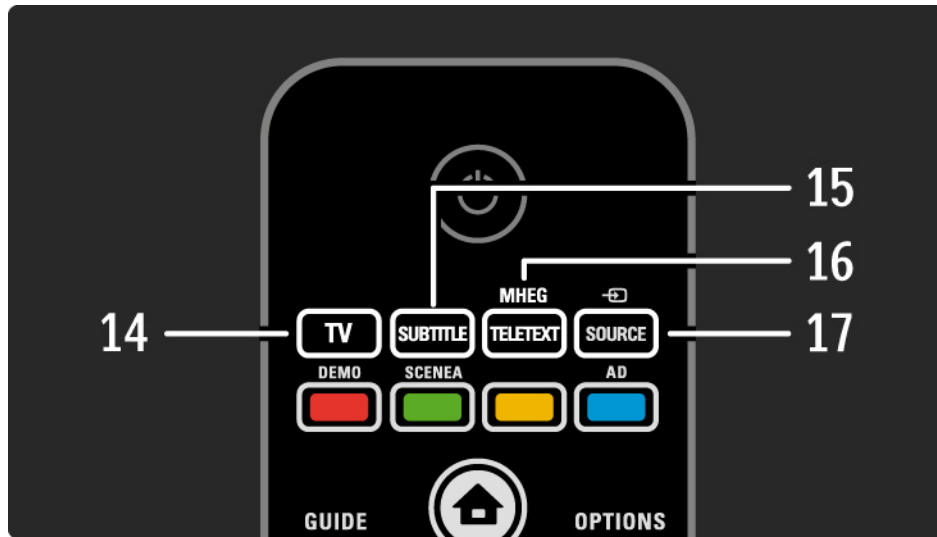 15
16
MHEG
14
TV
SUBTITLE
TELETEXT
SOURCE
17
DEMO
SCENEA
AD
GUIDE
OPTIONS